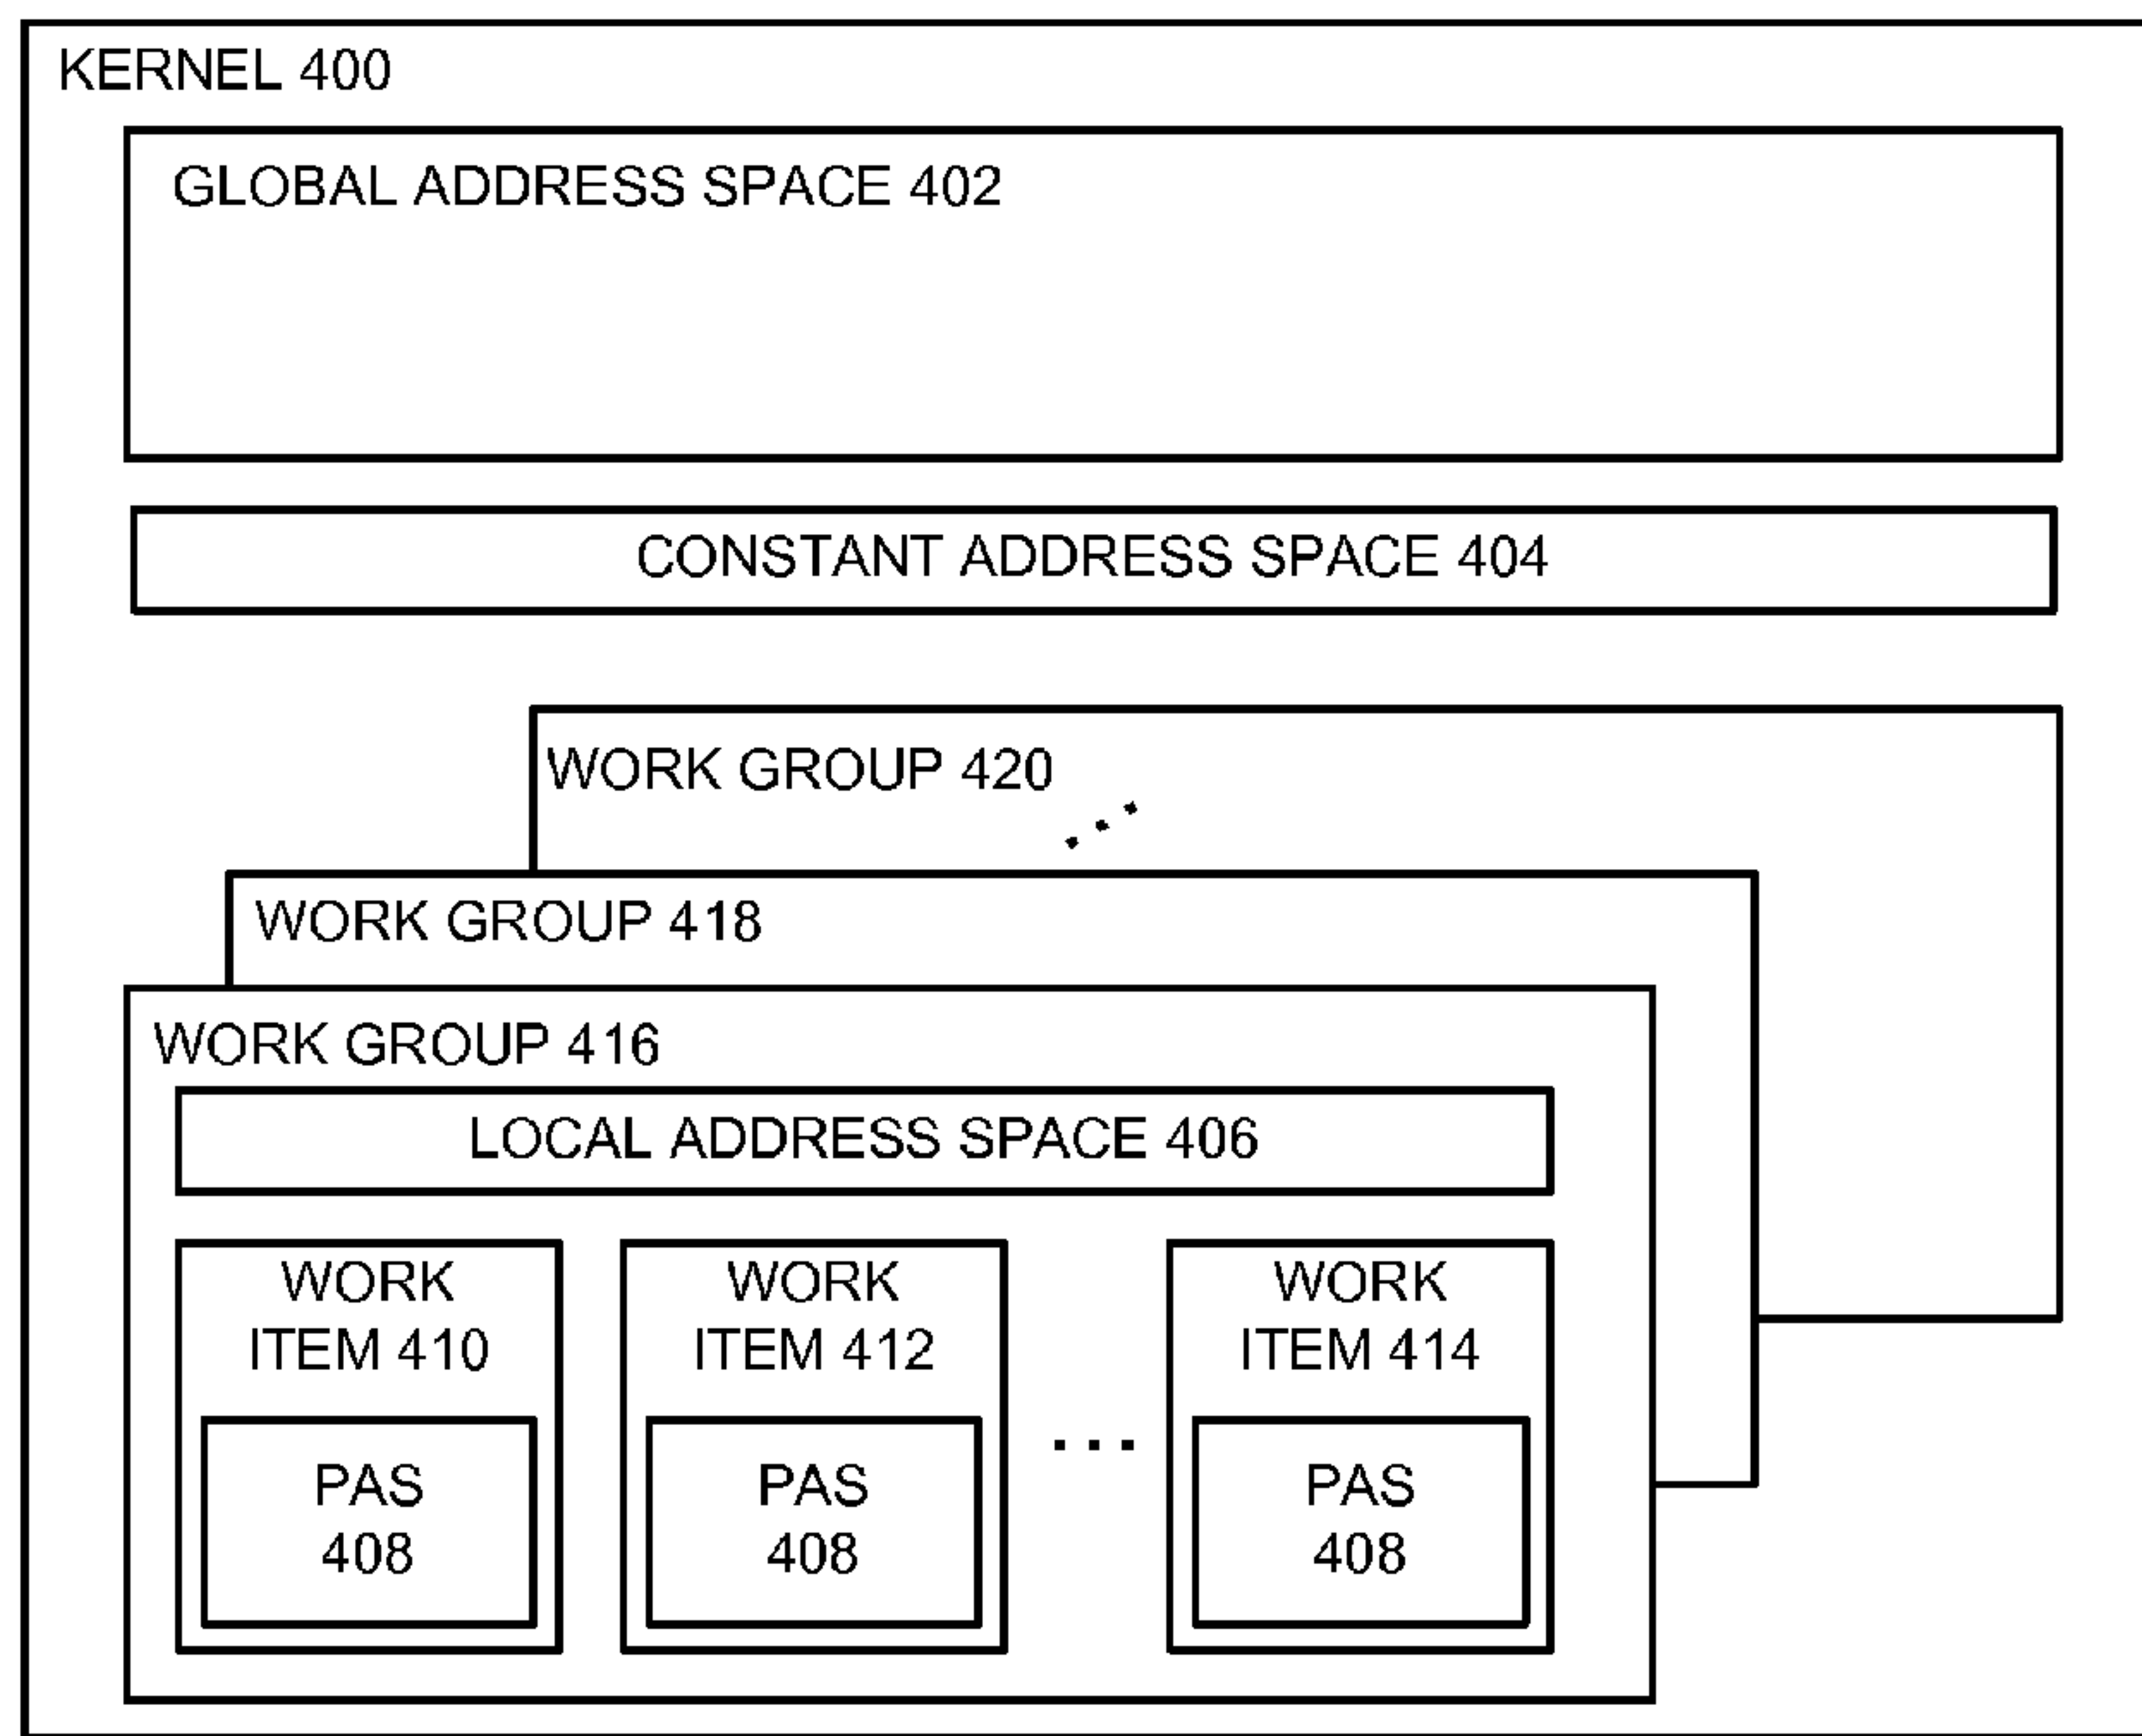 KERNEL 400
GLOBAL ADDRESS SPACE 402
CONSTANT ADDRESS SPACE 404
WORK GROUP 420
WORK GROUP 418
WORK GROUP 416
LOCAL ADDRESS SPACE 406
WORK
ITEM 410
PAS
408
WORK
ITEM 412
PAS
408
...
WORK
ITEM 414
PAS
408